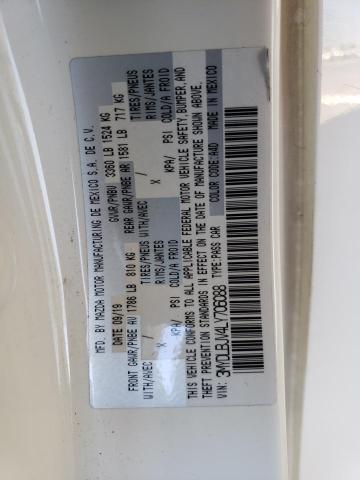 MFD. BY MAZDA MOTOR MANUFACTURING DE MEXICO S.A. DE C.V.
DATE: 09/19 GVWR/PNBV 3360 LB 1524 KG
FRONT GAWR/PNBE AV 1786 LB 810 KG REAR GAWR/PNBE AR 1581 LB 717 KG
WITH/AVEC TIRES/PNEUS WITH/AVEC TIRES/PNEUS
X RIMS/JANTES X RIMS/JANTES
KPA/ PSI COLD/A FROID KPA/ PSI COLD/A FROID
THIS VEHICLE CONFORMS TO ALL APPLICABLE FEDERAL MOTOR VEHICLE SAFETY, BUMPER, AND
THEFT PREVENTION STANDARDS IN EFFECT ON THE DATE OF MANUFACTURE SHOWN ABOVE.
VIN: 3MYDLBJV4LY706088 COLOR: A4D MADE IN MEXICO
TYPE: PASS CAR